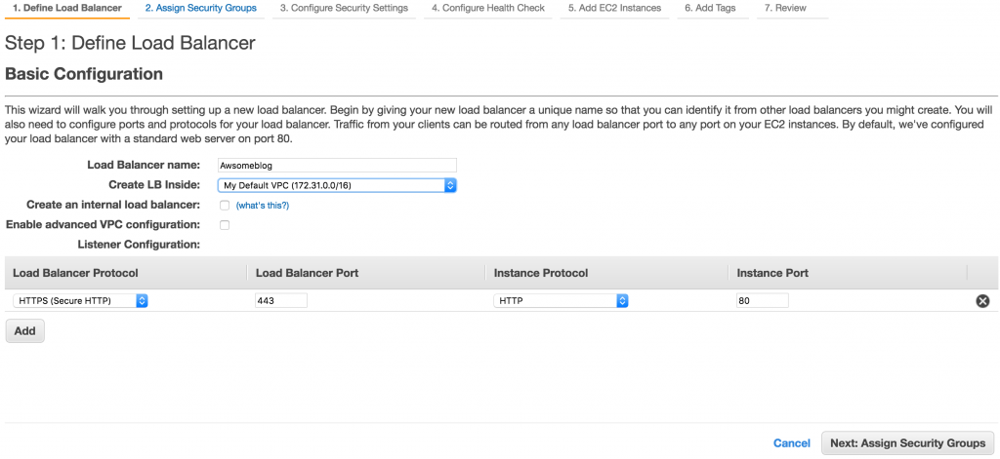 1. Define Load Balancer 2. Assign Security Groups 3. Configure Security Settings 4. Configure Health Check 5. Add EC2 Instances 6. Add Tags 7. Review
Step 1: Define Load Balancer
Basic Configuration
This wizard will walk you through setting up a new load balancer. Begin by giving your new load balancer a unique name so that you can identify it from other load balancers you might create. You will
also need to configure ports and protocols for your load balancer. Traffic from your clients can be routed from any load balancer port to any port on your EC2 instances. By default, we've configured
your load balancer with a standard web server on port 80.
Load Balancer name: Awsomeblog
Create LB Inside: My Default VPC (172.31.0.0/16)
Create an internal load balancer: (what's this?)
Enable advanced VPC configuration:
Listener Configuration:
Load Balancer Protocol Load Balancer Port Instance Protocol Instance Port
HTTPS (Secure HTTP) 443 HTTP 80
Add
Cancel Next: Assign Security Groups